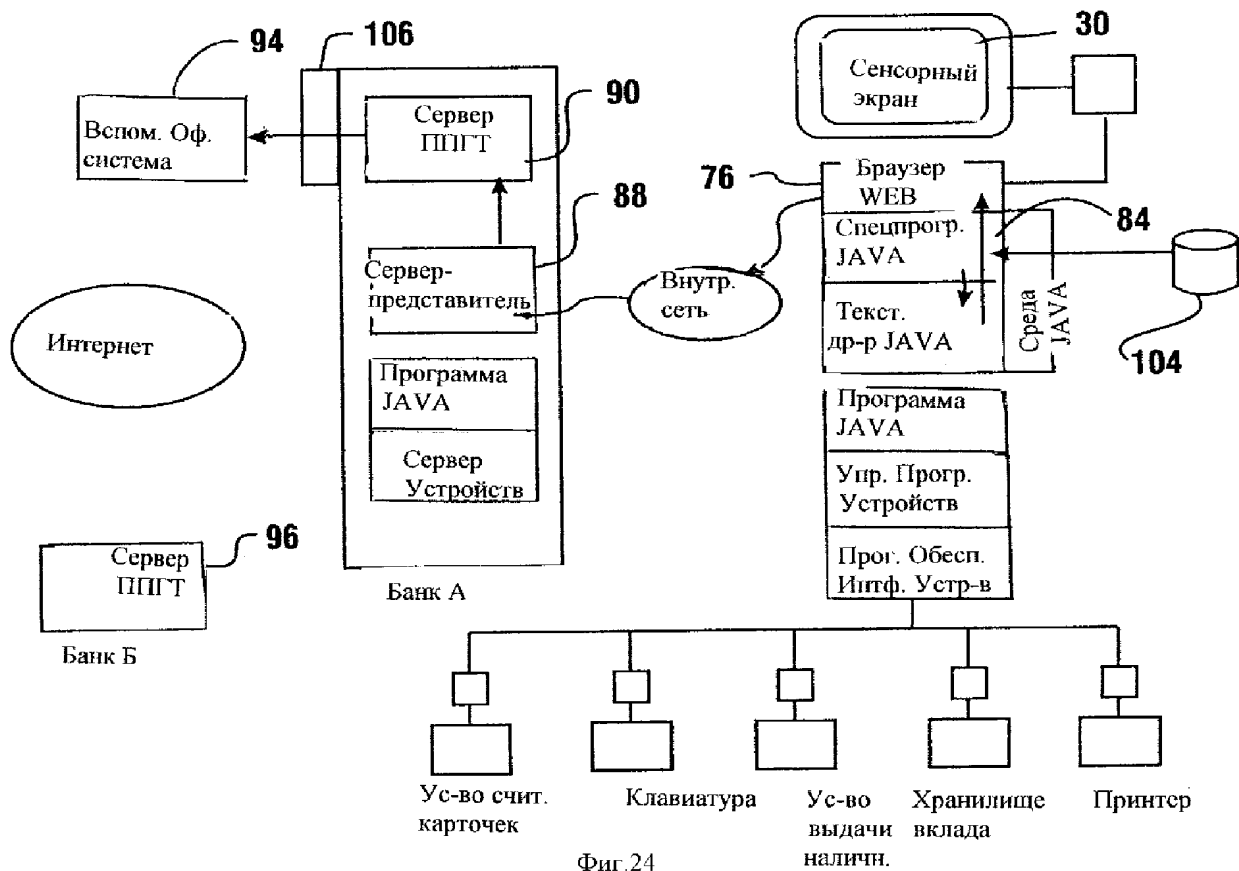 94
106
Вспом. Оф.
система
Сервер
ППГТ
90
88
Сервер-
представитель
Интернет
Программа
JAVA
Сервер
Устройств
Банк А
Сервер
ППГТ
96
Банк Б
30
Сенсорный
экран
76
Браузер
WEB
Спецпрогр.
JAVA
84
Внутр.
сеть
Текст.
др-р JAVA
Среда
JAVA
104
Программа
JAVA
Упр. Прогр.
Устройств
Прог. Обесп.
Интф. Устр-в
Ус-во счит.
карточек
Клавиатура
Ус-во
выдачи
наличн.
Хранилище
вклада
Принтер
Фиг.24